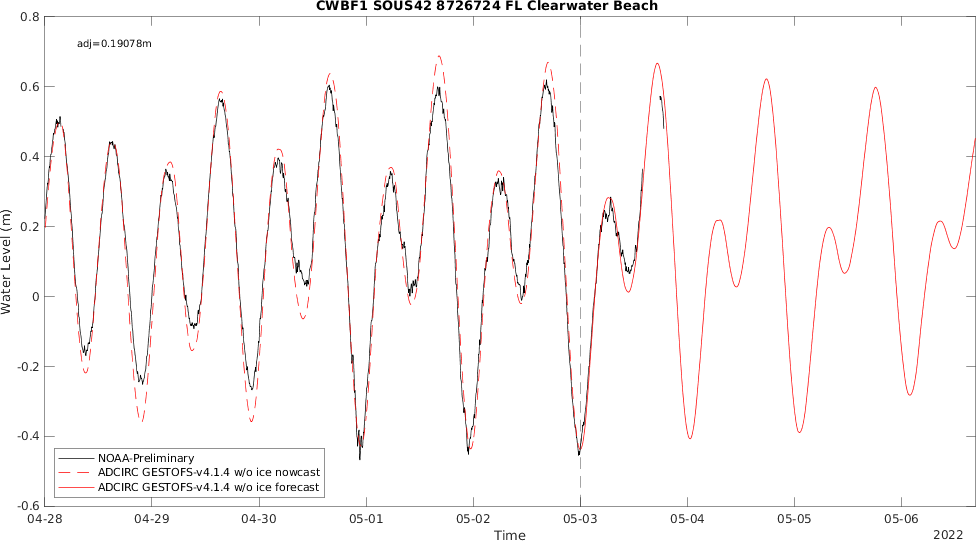 CWBF1 SOUS42 8726724 FL Clearwater Beach
adj=0.19078m
0.8
0.6
0.4
0.2
0
-0.2
-0.4
-0.6
Water Level (m)
NOAA-Preliminary
ADCIRC GESTOFS-v4.1.4 w/o ice nowcast
ADCIRC GESTOFS-v4.1.4 w/o ice forecast
04-28 04-29 04-30 05-01 05-02 05-03 05-04 05-05 05-06
Time
2022